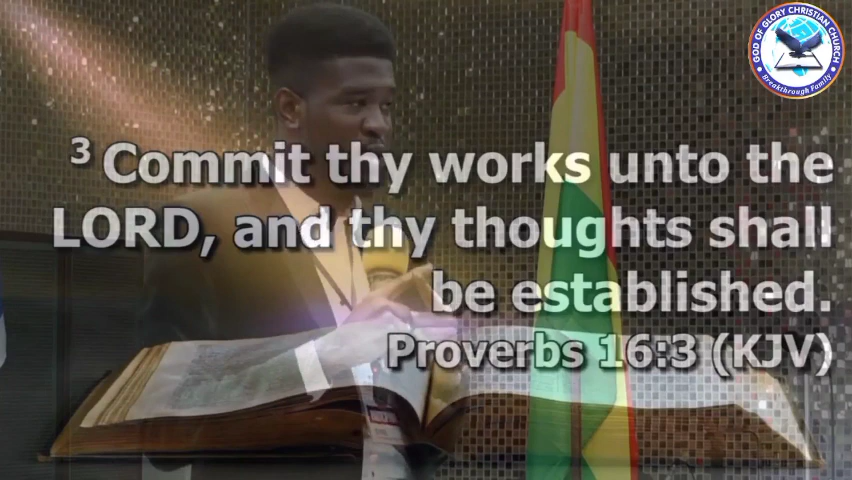 GOD OF GLORY CHRISTIAN CHURCH
Breakthrough Family
3 Commit thy works unto the
LORD, and thy thoughts shall
be established.
Proverbs 16:3 (KJV)